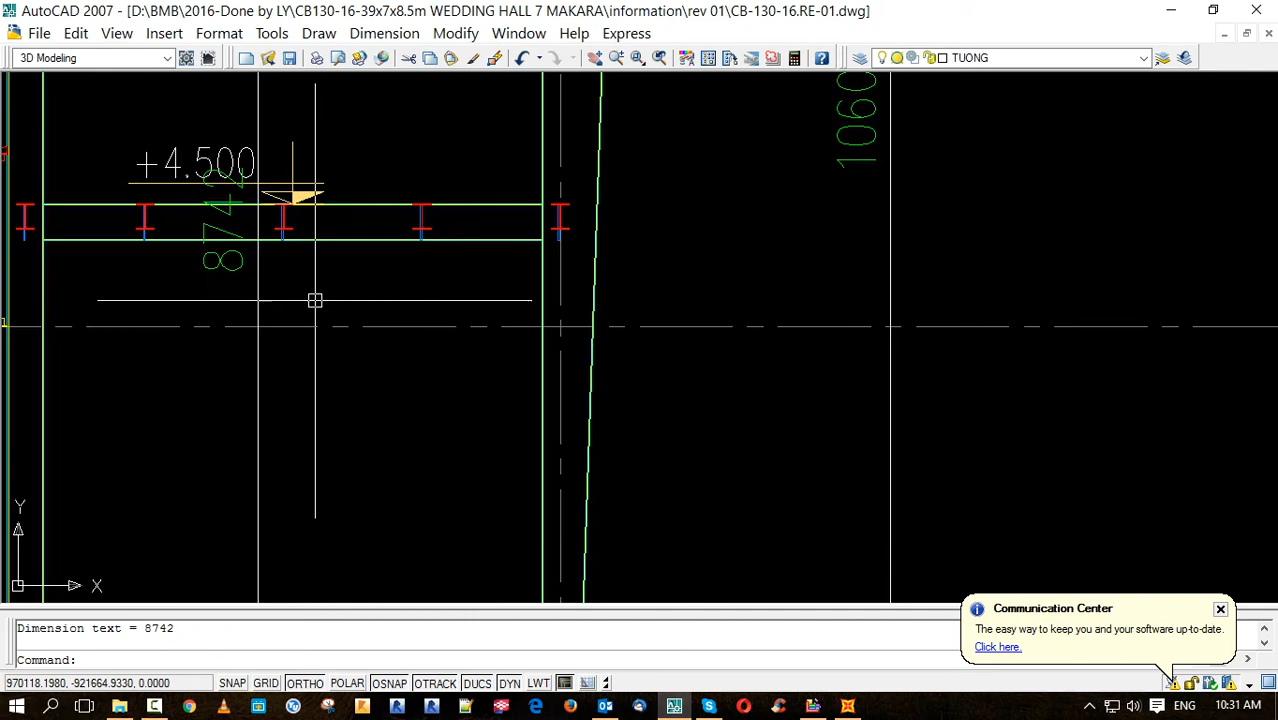 AutoCAD 2007 - [D:\BMB\2016-Done by LY\CB130-16-39x7x8.5m WEDDING HALL 7 MAKARA\information\rev 01\CB-130-16.RE-01.dwg]
File Edit View Insert Format Tools Draw Dimension Modify Window Help Express
3D Modeling
TUONG
1060
+4.500
8742
1
Y
X
Communication Center
The easy way to keep you and your software up-to-date.
Click here.
Dimension text = 8742
Command:
970118.1980, -921664.9330, 0.0000 SNAP GRID ORTHO POLAR OSNAP OTRACK DUCS DYN LWT
ENG 10:31 AM